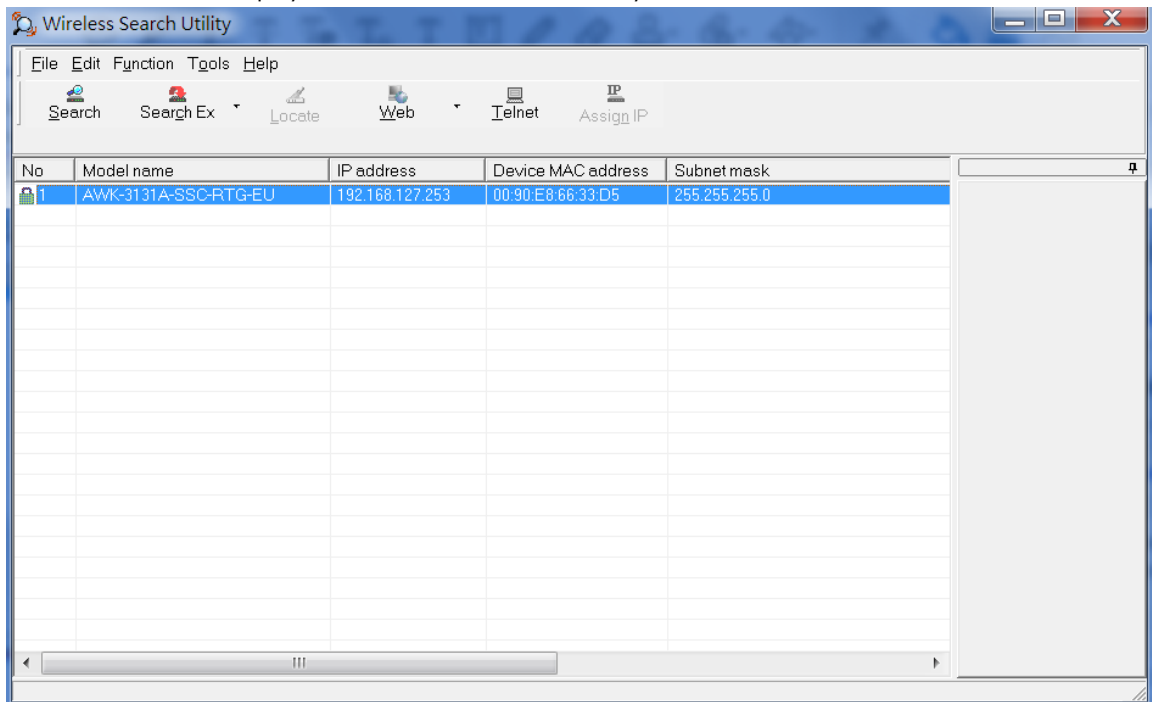 Wireless Search Utility
File Edit Function Tools Help
Search Search Ex Locate Web Telnet Assign IP
No Model name IP address Device MAC address Subnet mask
1 AWK-3131A-SSC-RTG-EU 192.168.127.253 00:90:E8:66:33:D5 255.255.255.0